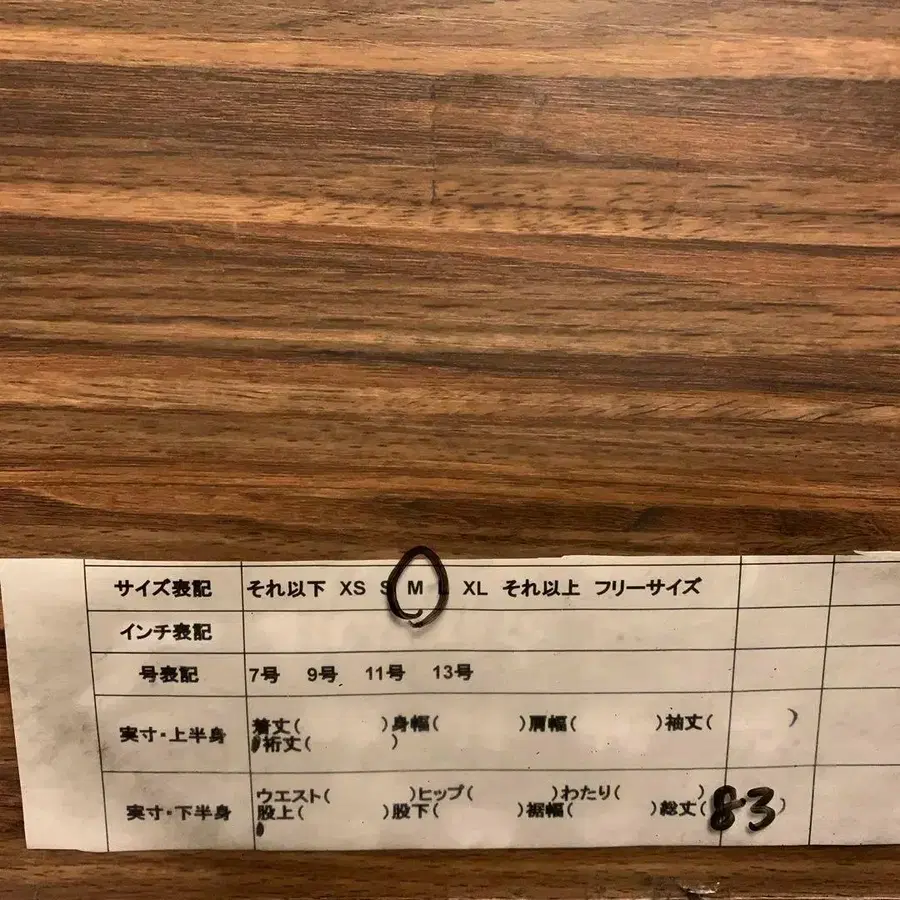 サイズ表記 それ以下 XS S M L XL それ以上 フリーサイズ
インチ表記
号表記 7号 9号 11号 13号
実寸・上半身 着丈( )身幅( )肩幅( )袖丈( )
裄丈( )
実寸・下半身 ウエスト( )ヒップ( )わたり( )
股上( )股下( )裾幅( )総丈(83)